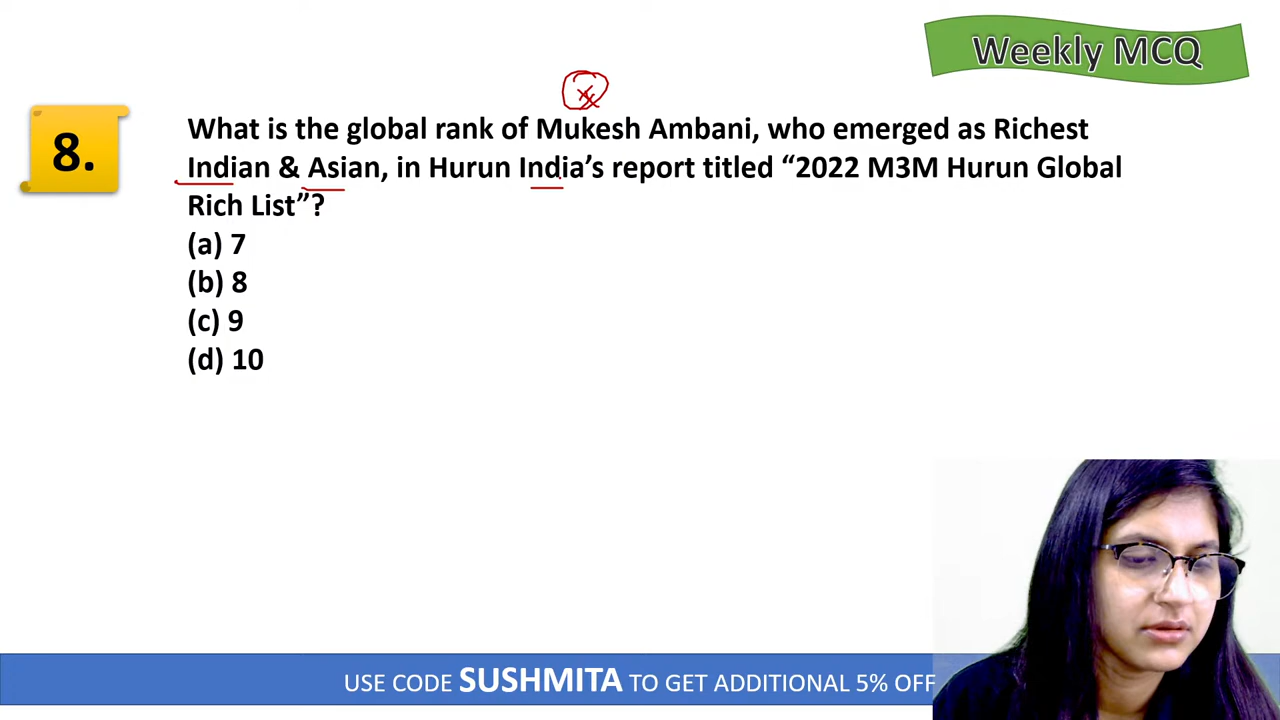 Weekly MCQ
8.
What is the global rank of Mukesh Ambani, who emerged as Richest
Indian & Asian, in Hurun India’s report titled “2022 M3M Hurun Global
Rich List”?
(a) 7
(b) 8
(c) 9
(d) 10
USE CODE SUSHMITA TO GET ADDITIONAL 5% OFF